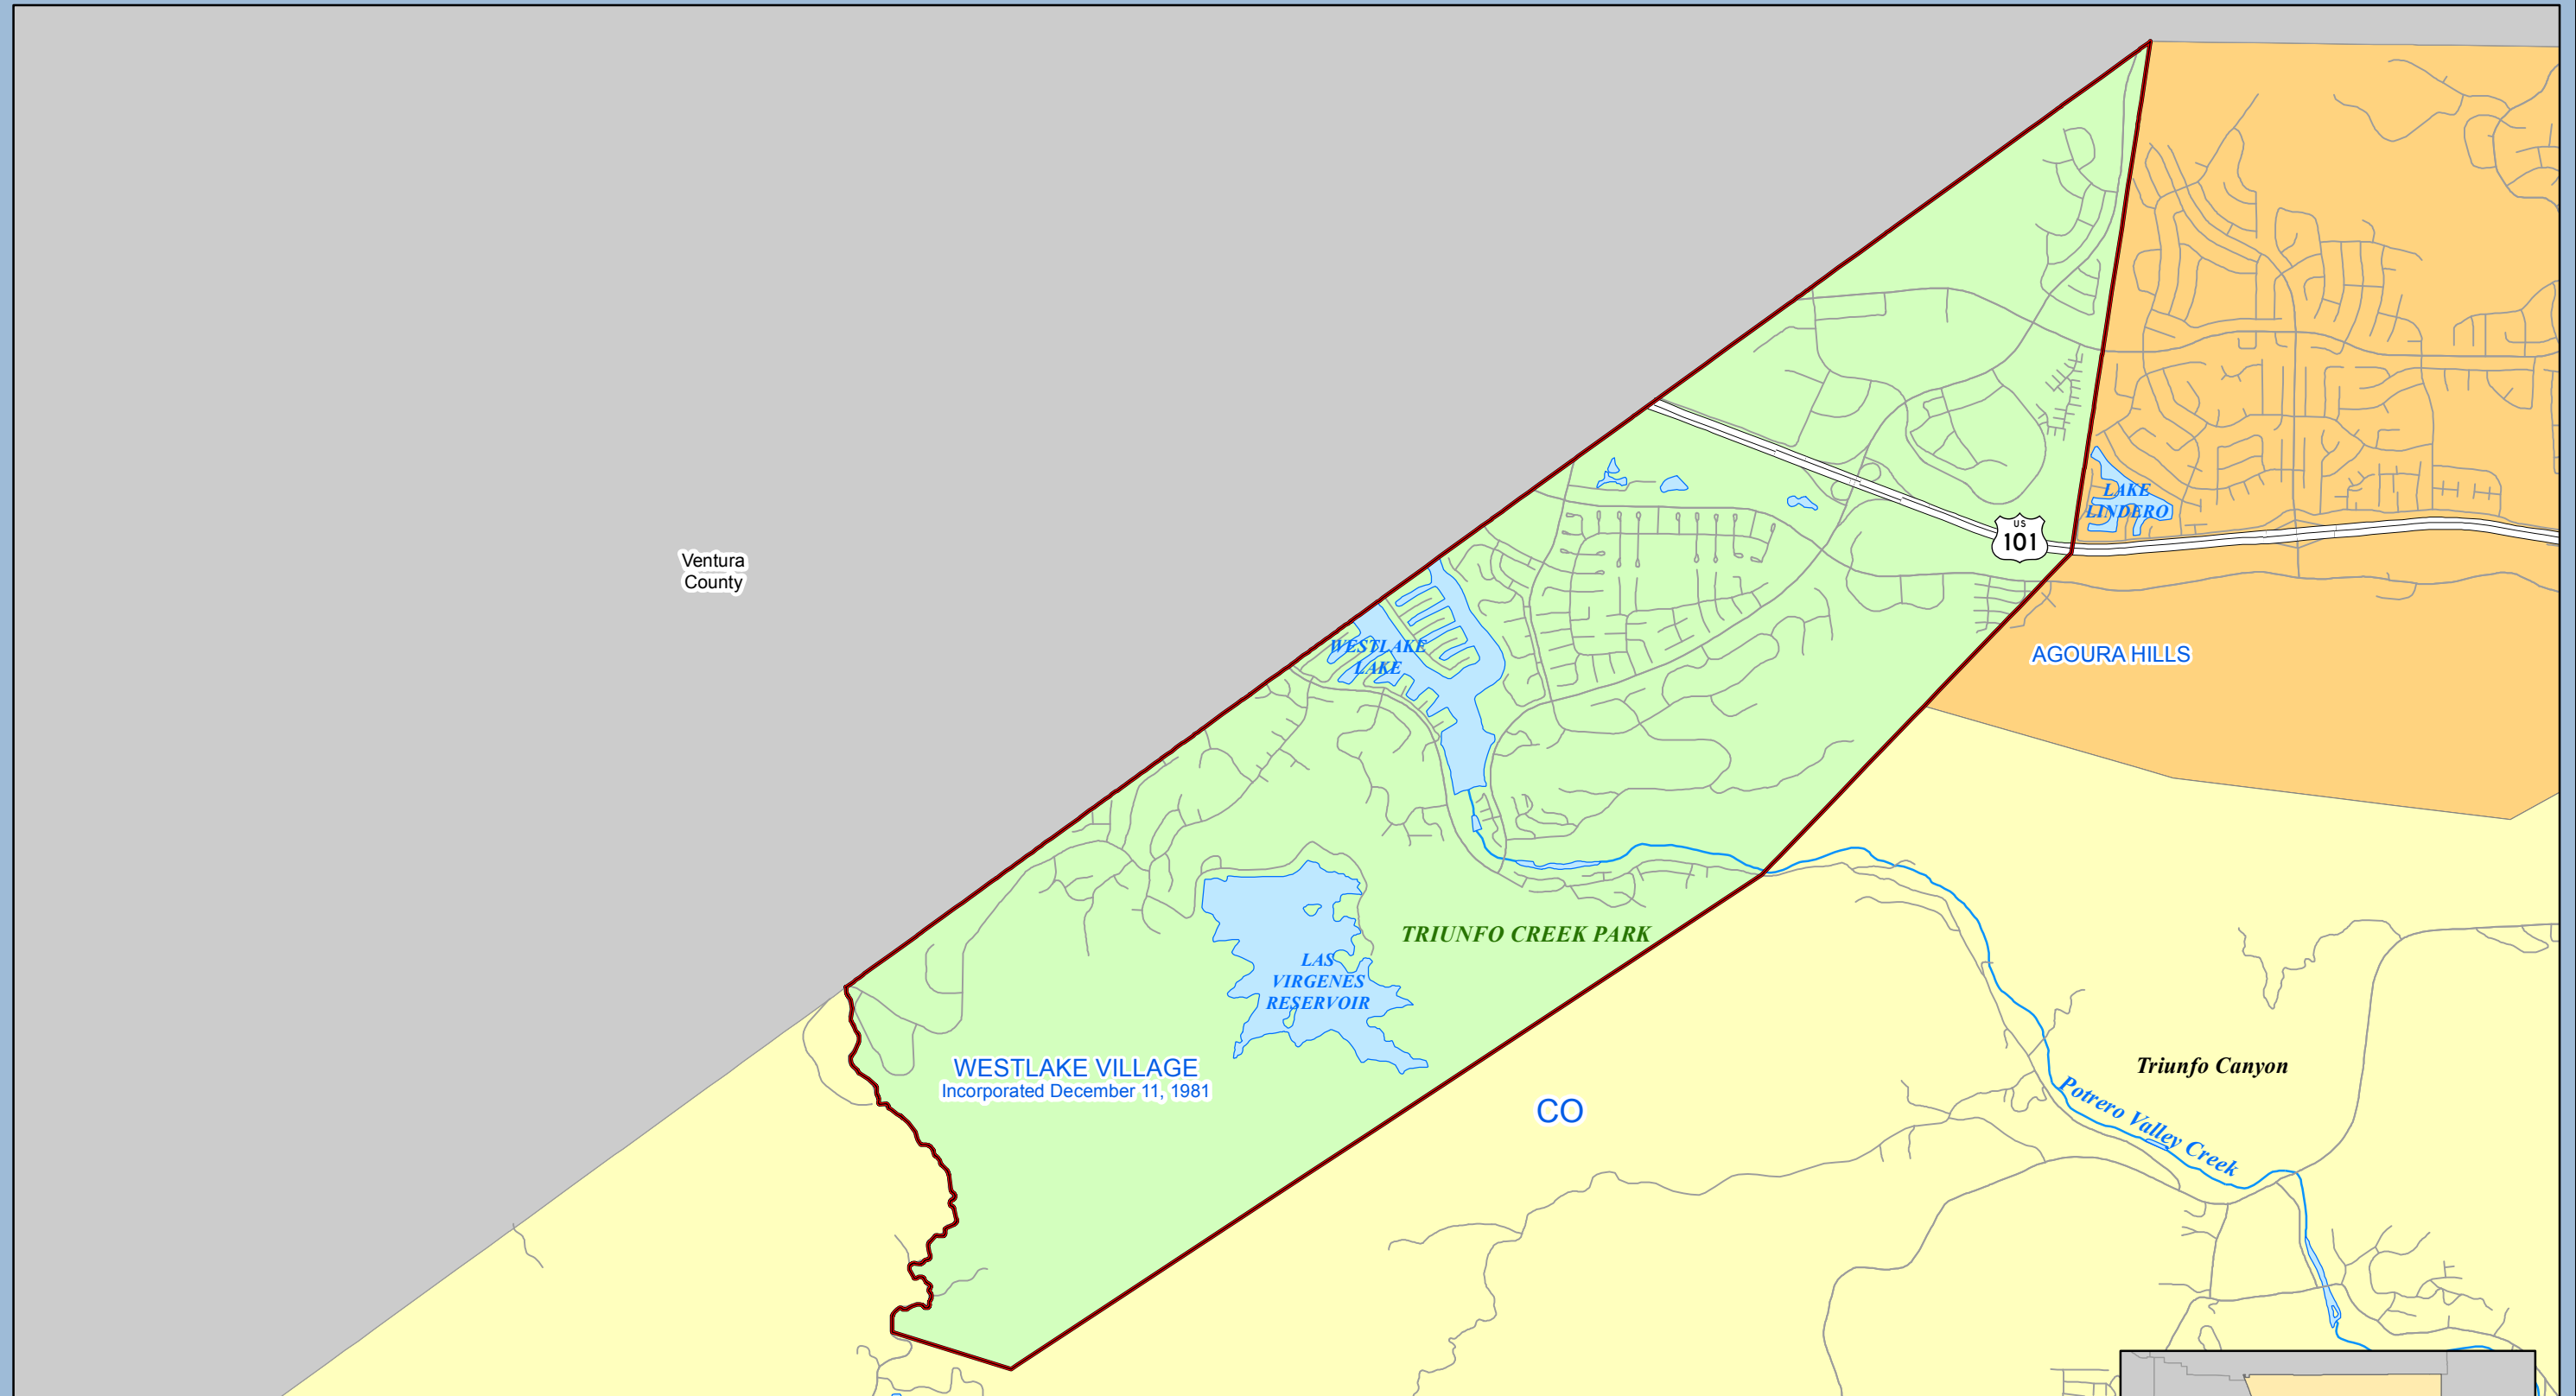 LAKE
LINDERO
US
101
Ventura
County
WESTLAKE
LAKE
AGOURA HILLS
TRIUNFO CREEK PARK
LAS
VIRGENES
RESERVOIR
WESTLAKE VILLAGE
Incorporated December 11, 1981
Triunfo Canyon
CO
Potrero Valley Creek